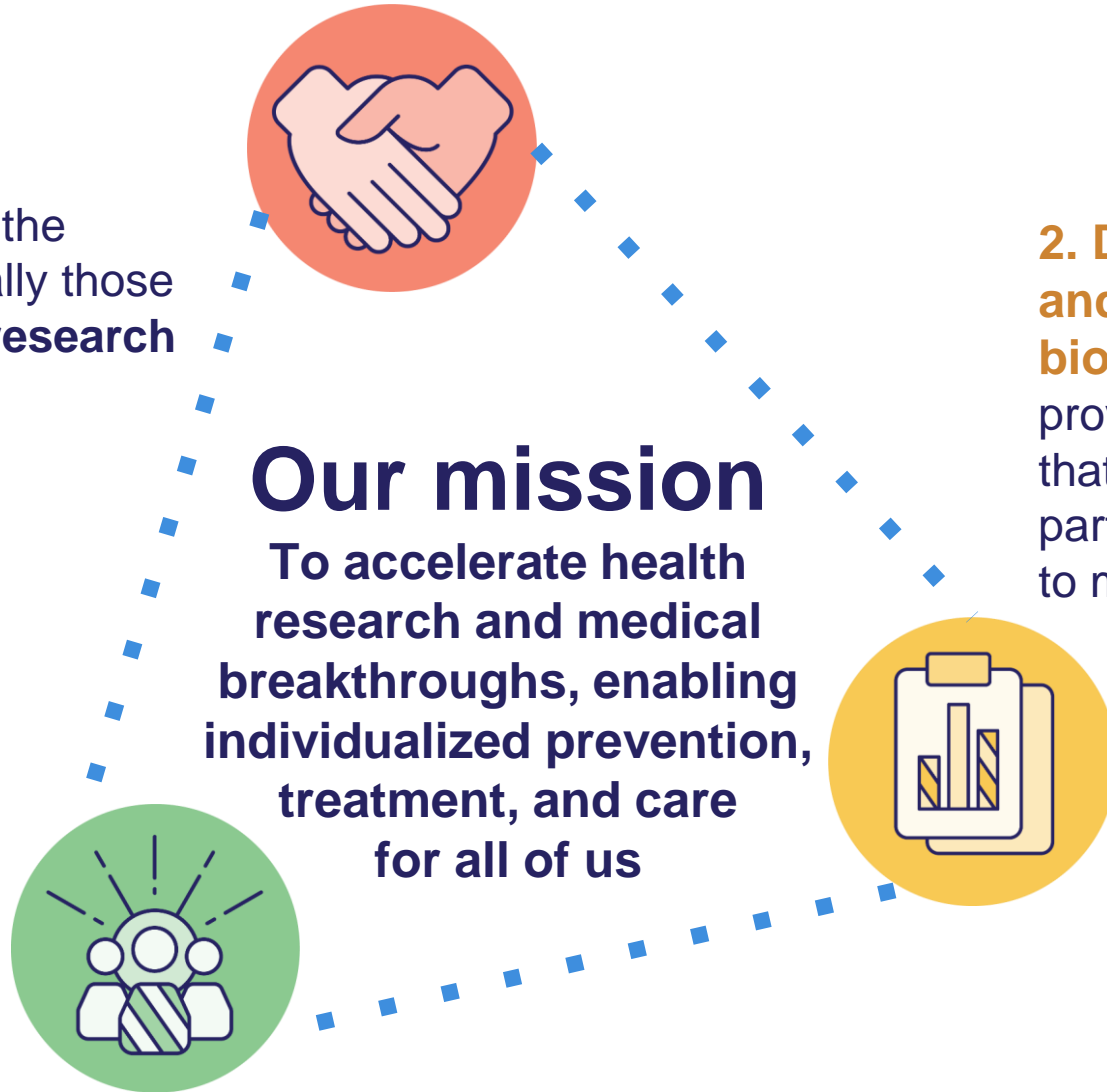 the
ally those
research
Our mission
To accelerate health
research and medical
breakthroughs, enabling
individualized prevention,
treatment, and care
for all of us
2. D
and
bio
prov
that
par
to n